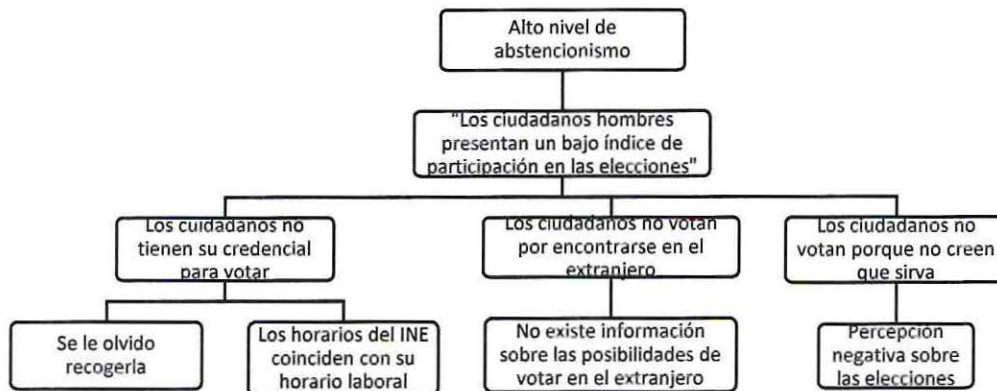 Alto nivel de
abstencionismo
"Los ciudadanos hombres
presentan un bajo índice de
participación en las elecciones"
Los cuidadanos no
tienen su credencial
para votar
Los ciudadanos no votan
por encontrarse en el
extranjero
Los ciudadanos no
votan porque no creen
que sirva
Se le olvido
recogerla
Los horarios del INE
coinciden con su
horario laboral
No existe información
sobre las posibilidades de
votar en el extranjero
Percepción
negativa sobre
las elecciones